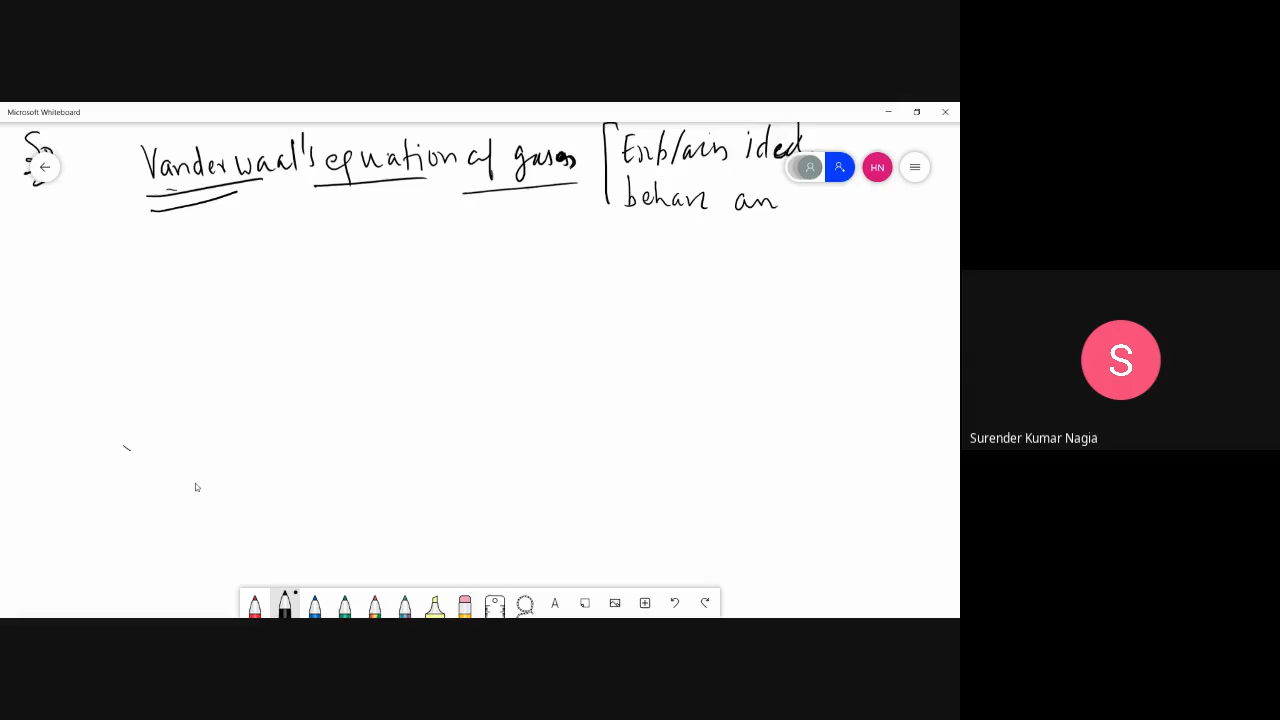 Microsoft Whiteboard
Vanderwaal's equation of gases
Explain ideal
behave an
HN
A
S
Surender Kumar Nagia